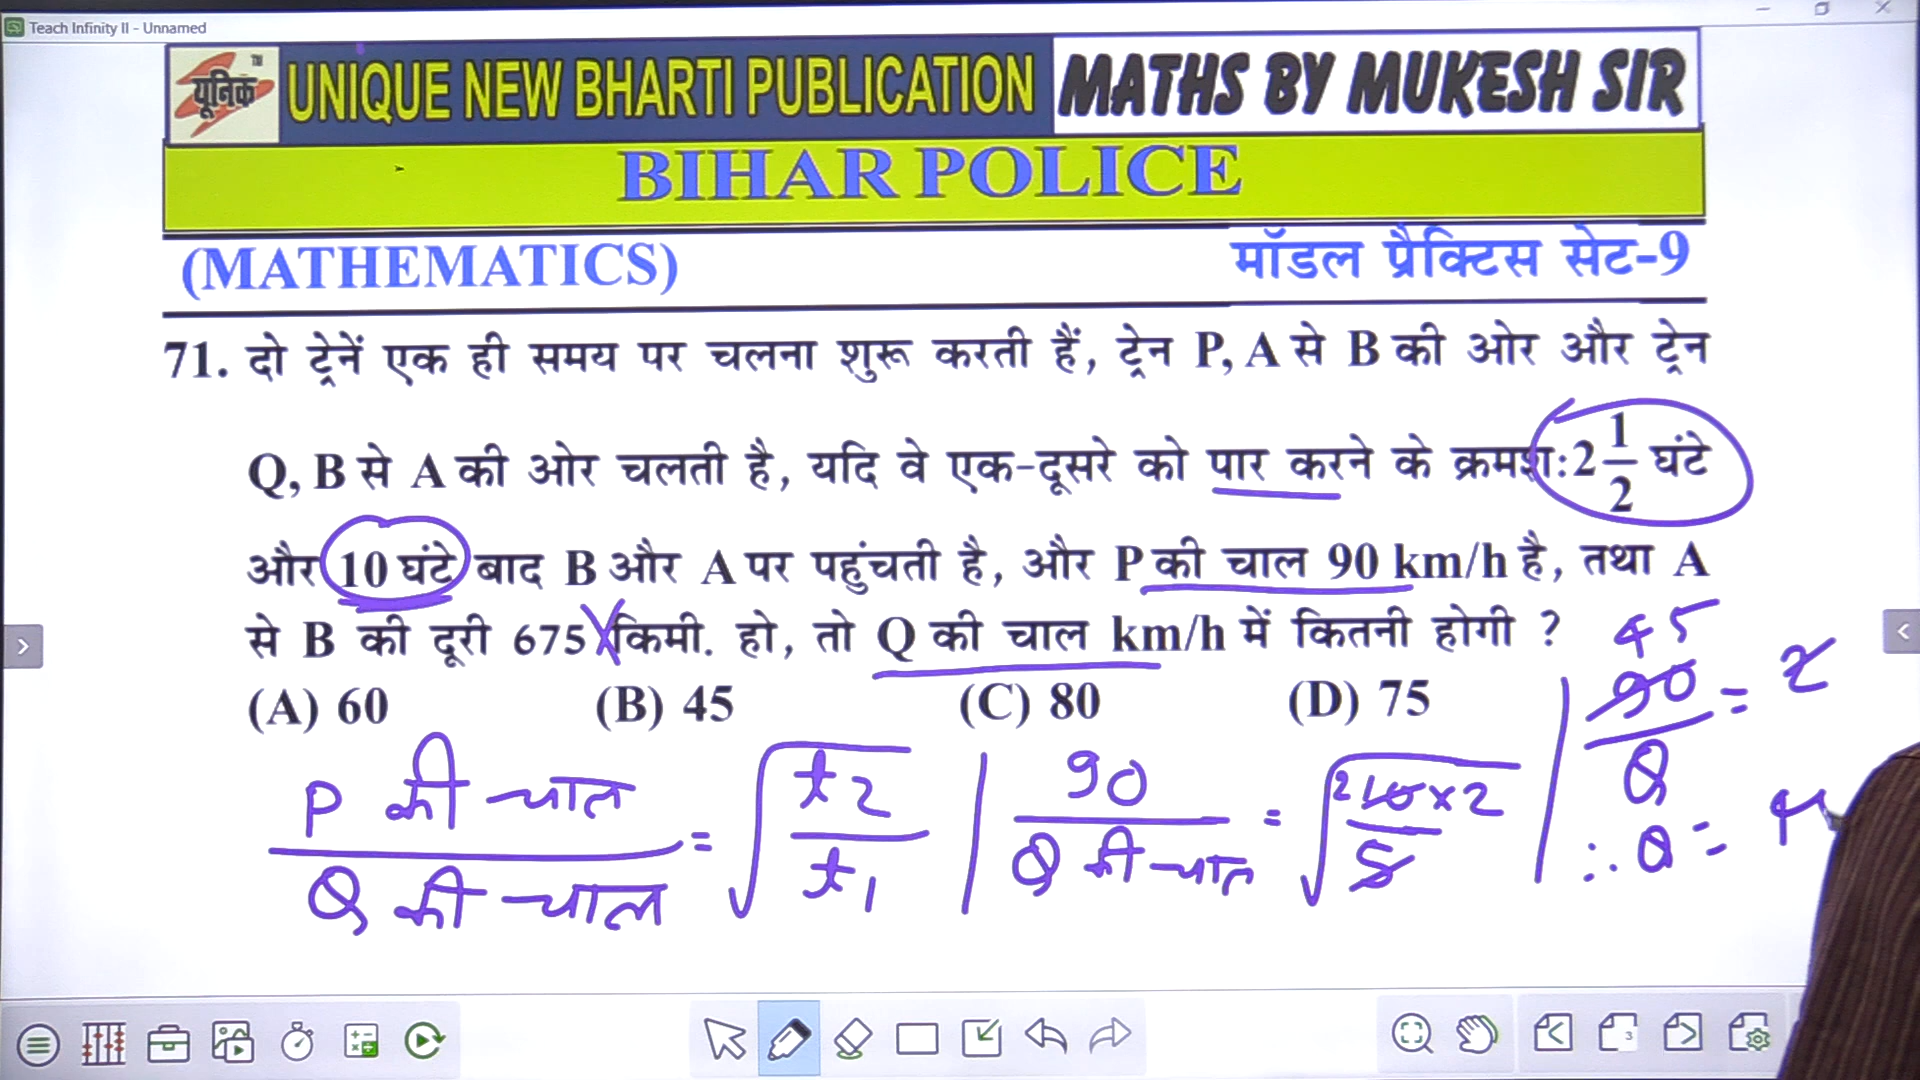 Teach Infinity II - Unnamed
यूनिक TM UNIQUE NEW BHARTI PUBLICATION MATHS BY MUKESH SIR
BIHAR POLICE
(MATHEMATICS) मॉडल प्रैक्टिस सेट-9
71. दो ट्रेनें एक ही समय पर चलना शुरू करती हैं, ट्रेन P, A से B की ओर और ट्रेन
Q, B से A की ओर चलती है, यदि वे एक-दूसरे को पार करने के क्रमश: 2 1/2 घंटे
और 10 घंटे बाद B और A पर पहुंचती है, और P की चाल 90 km/h है, तथा A
से B की दूरी 675 किमी. हो, तो Q की चाल km/h में कितनी होगी ?
(A) 60 (B) 45 (C) 80 (D) 75
P की चाल / Q की चाल = √(t2 / t1) | 90 / Q की चाल = √(2 10 × 2 / 5) | 45 90 / Q = 2
∴ Q = 4
3